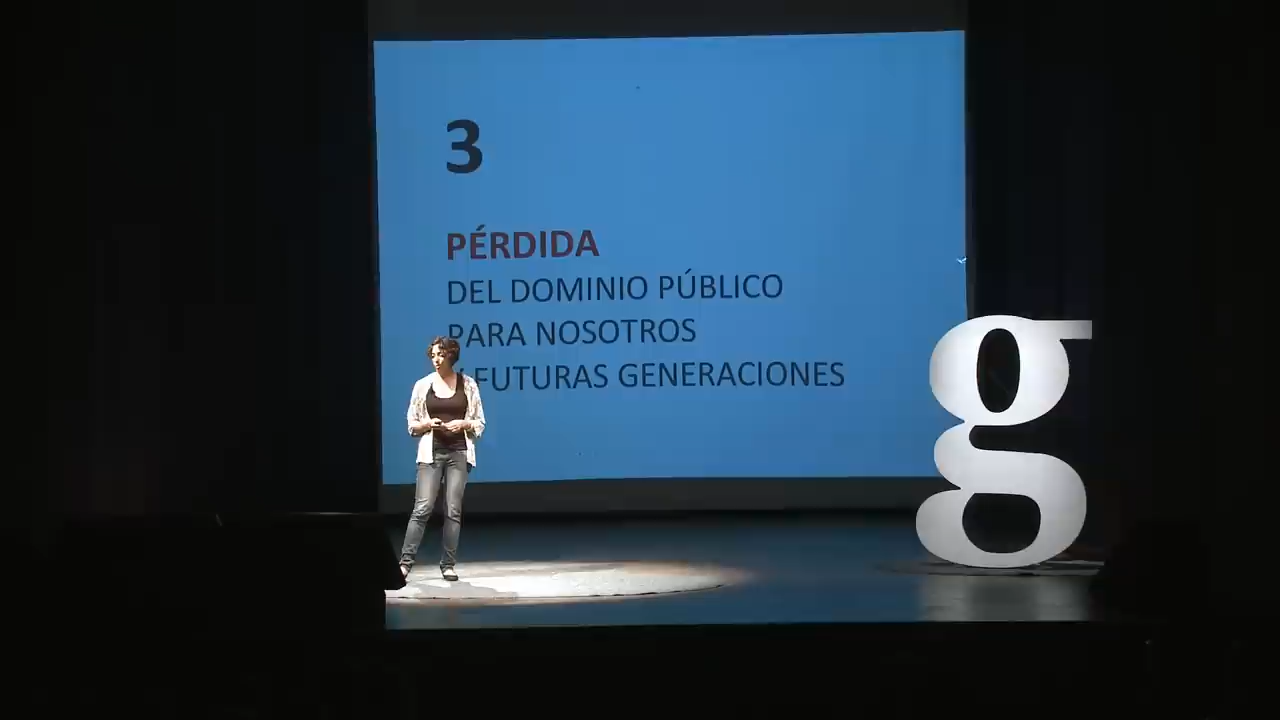 3
PÉRDIDA
DEL DOMINIO PÚBLICO
PARA NOSOTROS
FUTURAS GENERACIONES
g